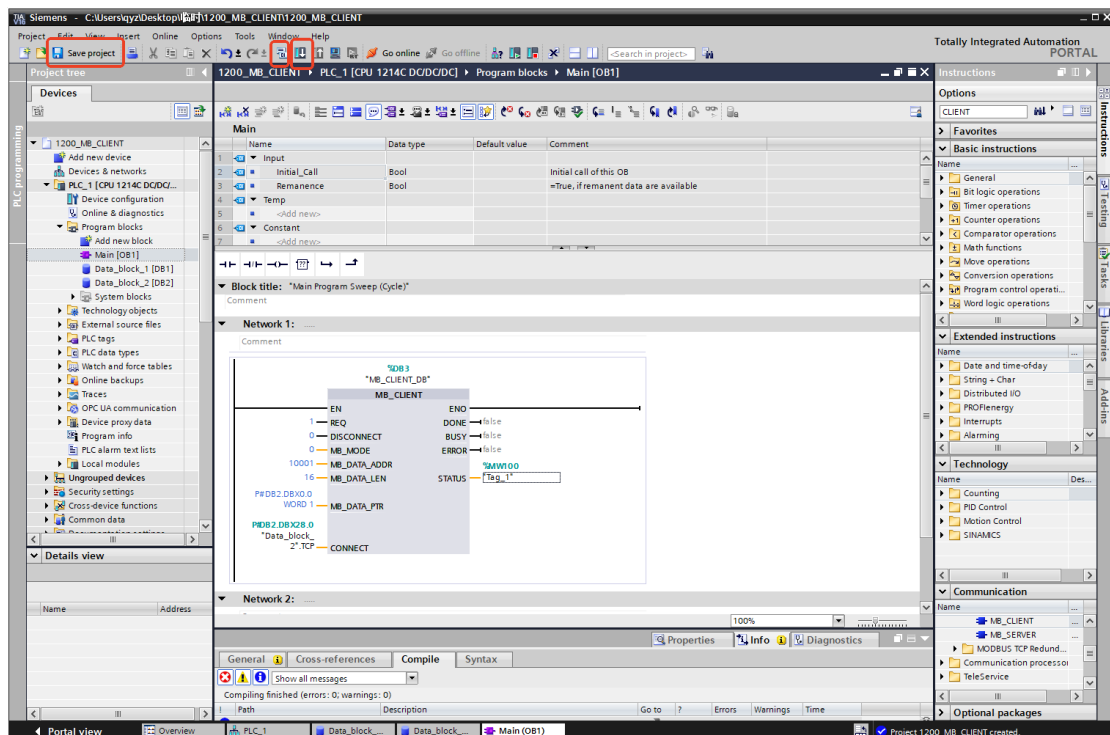 Siemens - C:\Users\qyz\Desktop\临时\1200_MB_CLIENT\1200_MB_CLIENT
Project Edit View Insert Online Options Tools Window Help
Totally Integrated Automation
PORTAL
Save project
Go online
Go offline
<Search in project>
Project tree
1200_MB_CLIENT ▸ PLC_1 [CPU 1214C DC/DC/DC] ▸ Program blocks ▸ Main [OB1]
Instructions
Devices
Options
CLIENT
PLC programming
1200_MB_CLIENT
Add new device
Devices & networks
PLC_1 [CPU 1214C DC/DC/...
Device configuration
Online & diagnostics
Program blocks
Add new block
Main [OB1]
Data_block_1 [DB1]
Data_block_2 [DB2]
System blocks
Technology objects
External source files
PLC tags
PLC data types
Watch and force tables
Online backups
Traces
OPC UA communication
Device proxy data
Program info
PLC alarm text lists
Local modules
Ungrouped devices
Security settings
Cross-device functions
Common data
Documentation settings
Details view
Name Address
Main
Name Data type Default value Comment
1 Input
2 Initial_Call Bool Initial call of this OB
3 Remanence Bool =True, if remanent data are available
4 Temp
5 <Add new>
6 Constant
7 <Add new>
Block title: "Main Program Sweep (Cycle)"
Comment
Network 1: .....
Comment
%DB3
"MB_CLIENT_DB"
MB_CLIENT
EN ENO
1 REQ DONE false
0 DISCONNECT BUSY false
0 MB_MODE ERROR false
10001 MB_DATA_ADDR %MW100
16 MB_DATA_LEN STATUS "Tag_1"
P#DB2.DBX0.0
WORD 1 MB_DATA_PTR
P#DB2.DBX28.0
"Data_block_
2".TCP CONNECT
Network 2: .....
100%
Properties Info Diagnostics
General Cross-references Compile Syntax
Show all messages
Compiling finished (errors: 0; warnings: 0)
! Path Description Go to ? Errors Warnings Time
Favorites
Basic instructions
Name ...
General
Bit logic operations
Timer operations
Counter operations
Comparator operations
Math functions
Move operations
Conversion operations
Program control operati...
Word logic operations
Extended instructions
Name ...
Date and time-of-day
String + Char
Distributed I/O
PROFIenergy
Interrupts
Alarming
Technology
Name Des...
Counting
PID Control
Motion Control
SINAMICS
Communication
Name ...
MB_CLIENT ...
MB_SERVER ...
MODBUS TCP Redund...
Communication processor
TeleService
Optional packages
Instructions
Testing
Tasks
Libraries
Add-ins
Portal view
Overview
PLC_1
Data_block_...
Data_block_...
Main (OB1)
Project 1200_MB_CLIENT created.